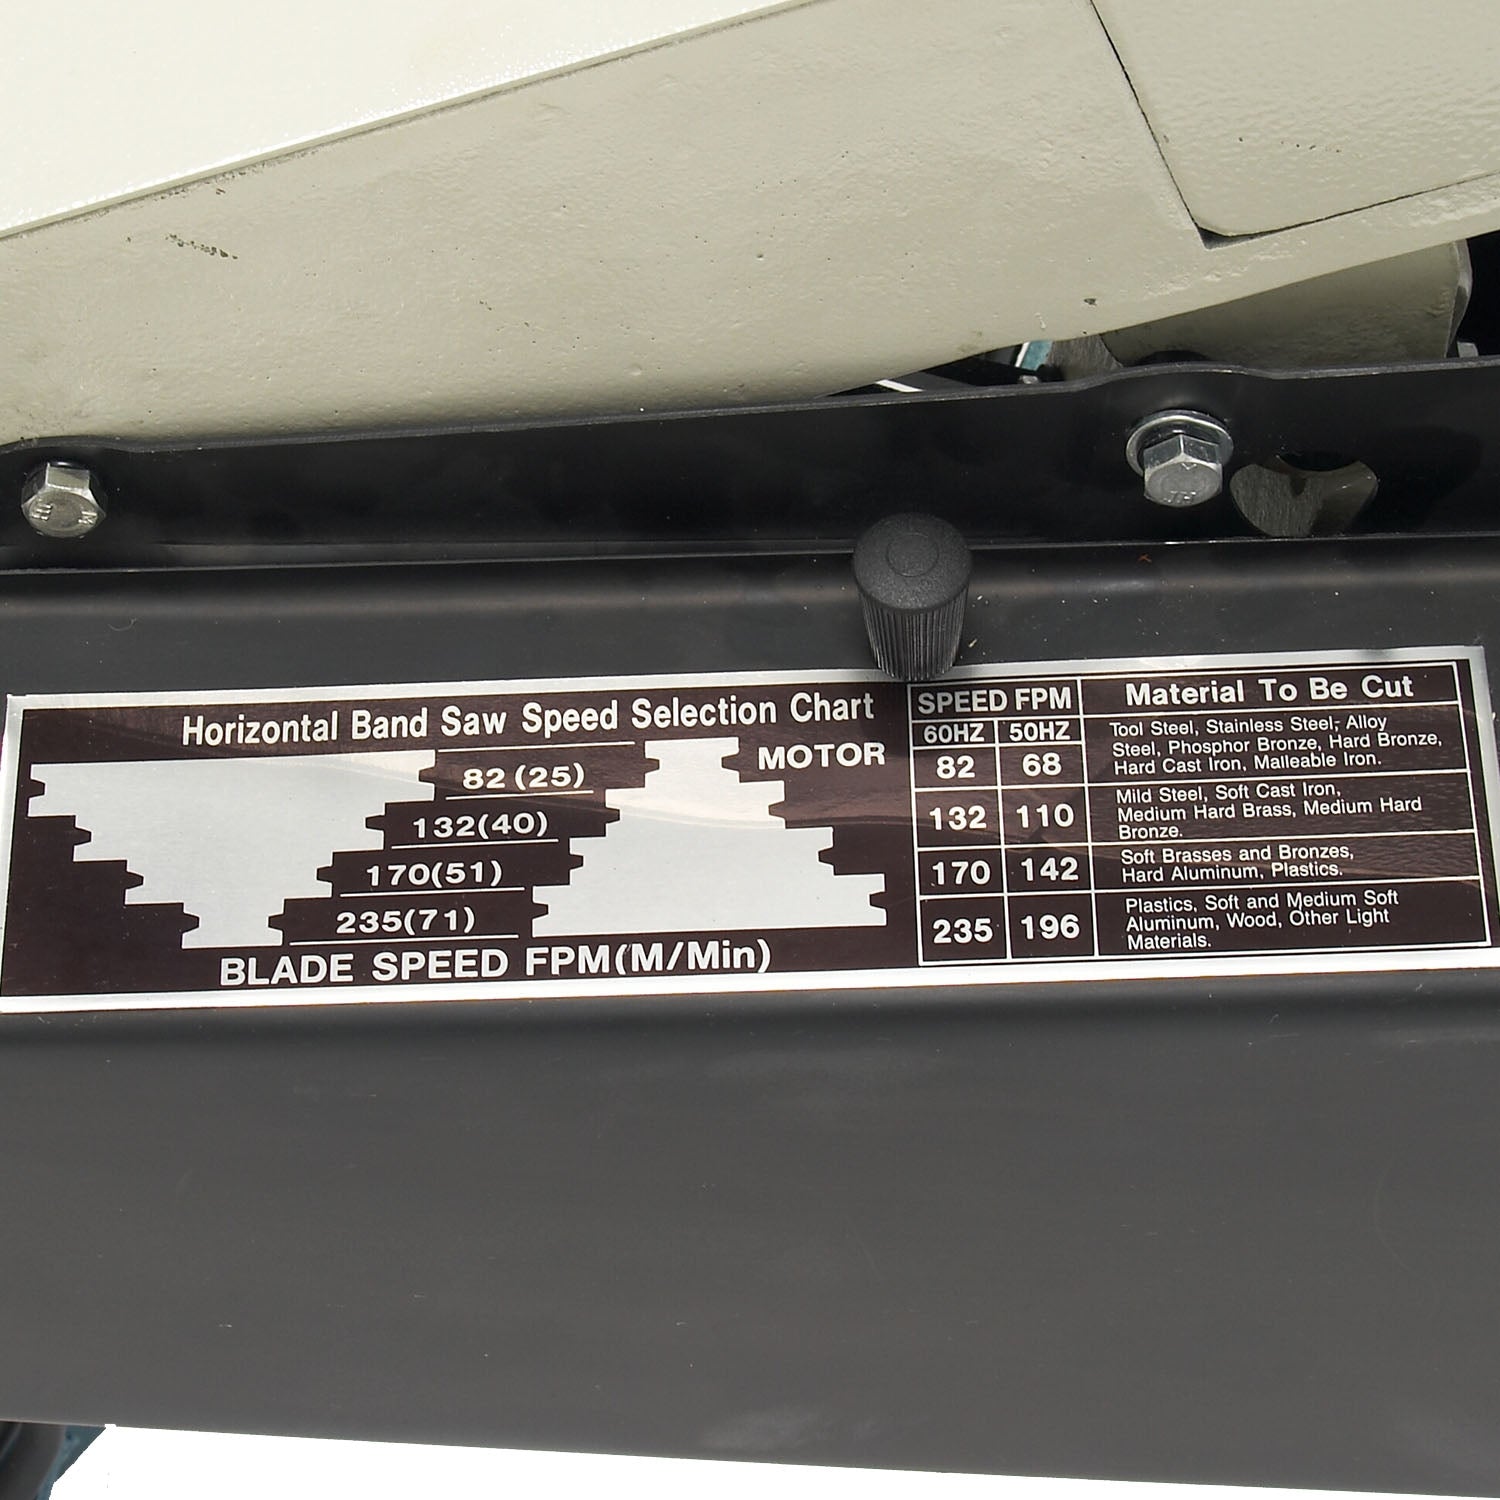 Horizontal Band Saw Speed Selection Chart
MOTOR
82(25)
132(40)
170(51)
235(71)
BLADE SPEED FPM(M/Min)
SPEED FPM Material To Be Cut
60HZ 50HZ
82 68
Tool Steel, Stainless Steel, Alloy
Steel, Phosphor Bronze, Hard Bronze,
Hard Cast Iron, Malleable Iron.
132 110
Mild Steel, Soft Cast Iron,
Medium Hard Brass, Medium Hard
Bronze.
170 142
Soft Brasses and Bronzes,
Hard Aluminum, Plastics.
235 196
Plastics, Soft and Medium Soft
Aluminum, Wood, Other Light
Materials.